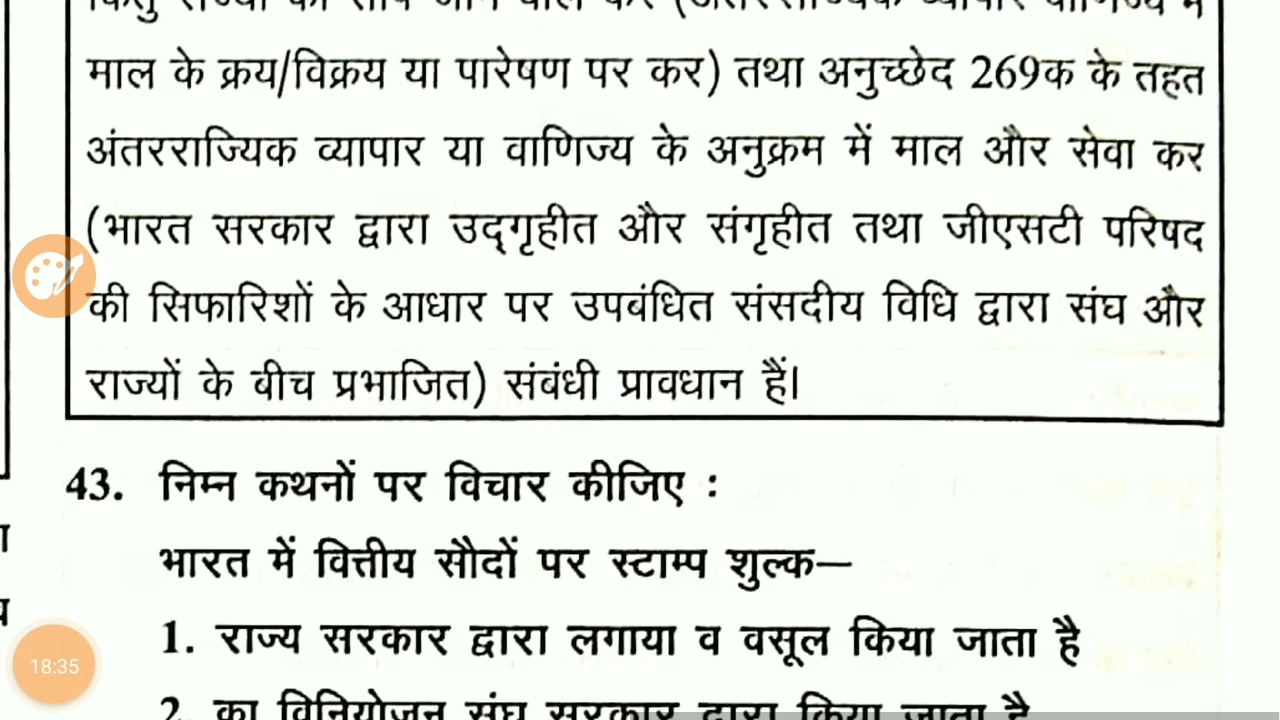 किंतु राज्यों को सौंपे जाने वाले कर (अंतरराज्यिक व्यापार वाणिज्य में
माल के क्रय/विक्रय या पारेषण पर कर) तथा अनुच्छेद 269क के तहत
अंतरराज्यिक व्यापार या वाणिज्य के अनुक्रम में माल और सेवा कर
(भारत सरकार द्वारा उद्गृहीत और संगृहीत तथा जीएसटी परिषद
की सिफारिशों के आधार पर उपबंधित संसदीय विधि द्वारा संघ और
राज्यों के बीच प्रभाजित) संबंधी प्रावधान हैं।
43. निम्न कथनों पर विचार कीजिए :
भारत में वित्तीय सौदों पर स्टाम्प शुल्क—
1. राज्य सरकार द्वारा लगाया व वसूल किया जाता है
2. का विनियोजन संघ सरकार द्वारा किया जाता है
18:35